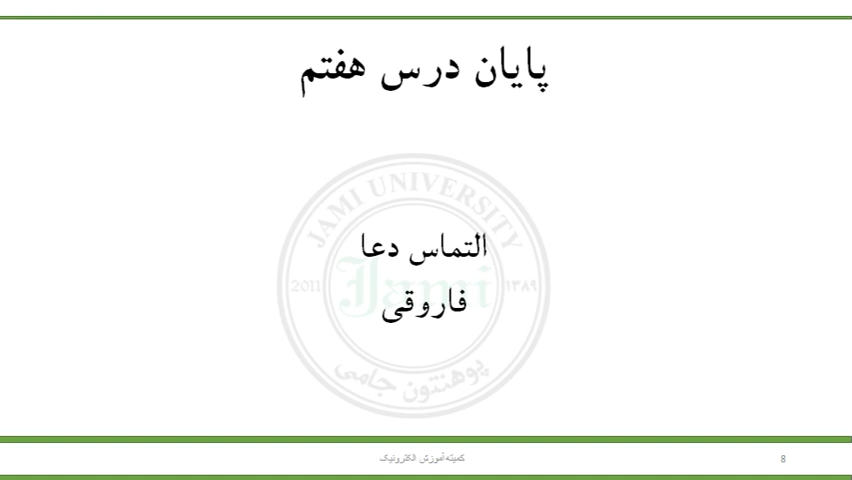 پایان درس هفتم
JAMI UNIVERSITY
التماس دعا
2011 Jami ۱۳۸۹
فاروقی
پوهنتون جامی
کمیته آموزش الکترونیک
8